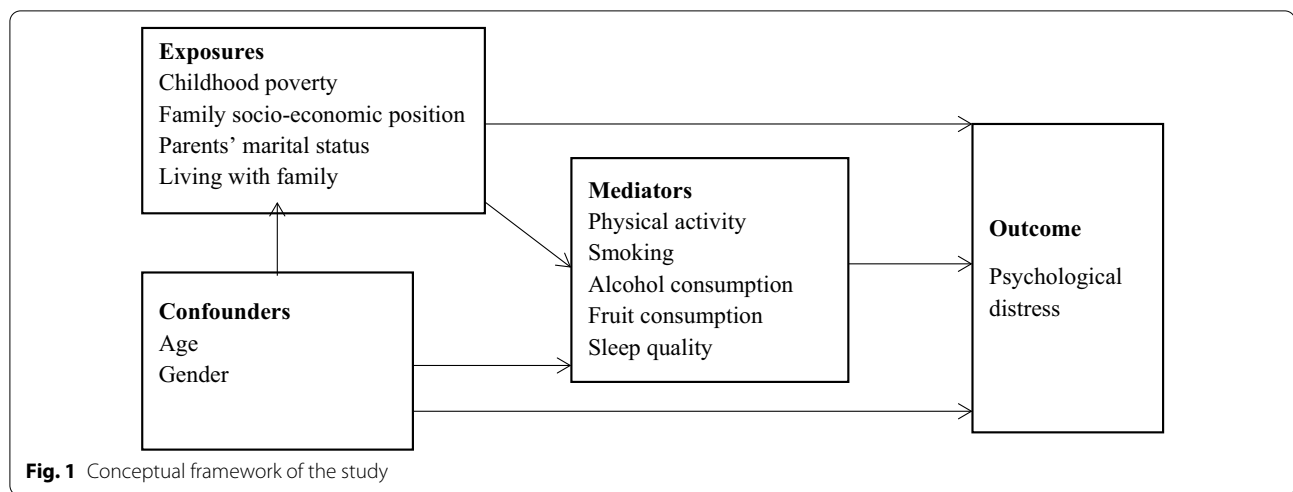 Exposures
Childhood poverty
Family socio-economic position
Parents’ marital status
Living with family
Confounders
Age
Gender
Mediators
Physical activity
Smoking
Alcohol consumption
Fruit consumption
Sleep quality
Outcome
Psychological
distress
Fig. 1 Conceptual framework of the study